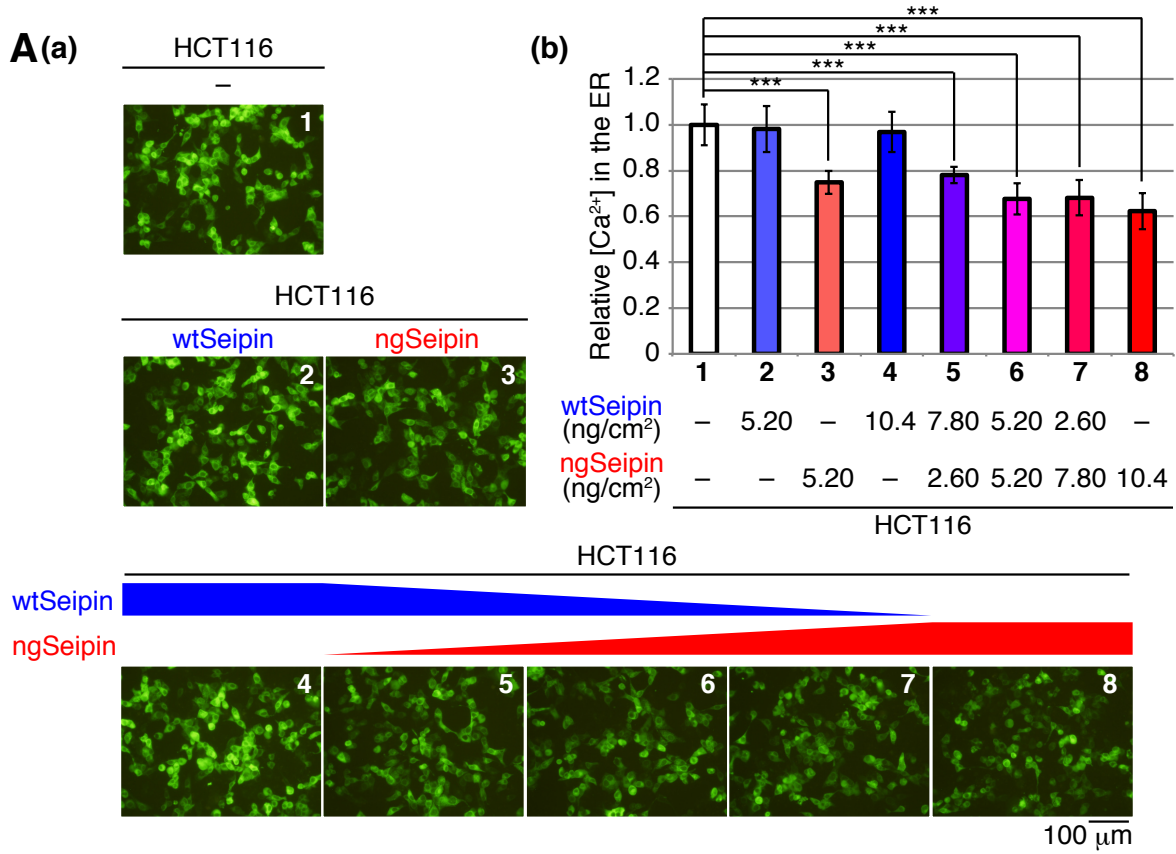 A (a)
HCT116
–
1
HCT116
wtSeipin ngSeipin
2 3
(b)
***
***
***
***
***
Relative [Ca²⁺] in the ER
1.2
1.0
0.8
0.6
0.4
0.2
0
1 2 3 4 5 6 7 8
wtSeipin (ng/cm²) – 5.20 – 10.4 7.80 5.20 2.60 –
ngSeipin (ng/cm²) – – 5.20 – 2.60 5.20 7.80 10.4
HCT116
HCT116
wtSeipin
ngSeipin
4 5 6 7 8
100 μm